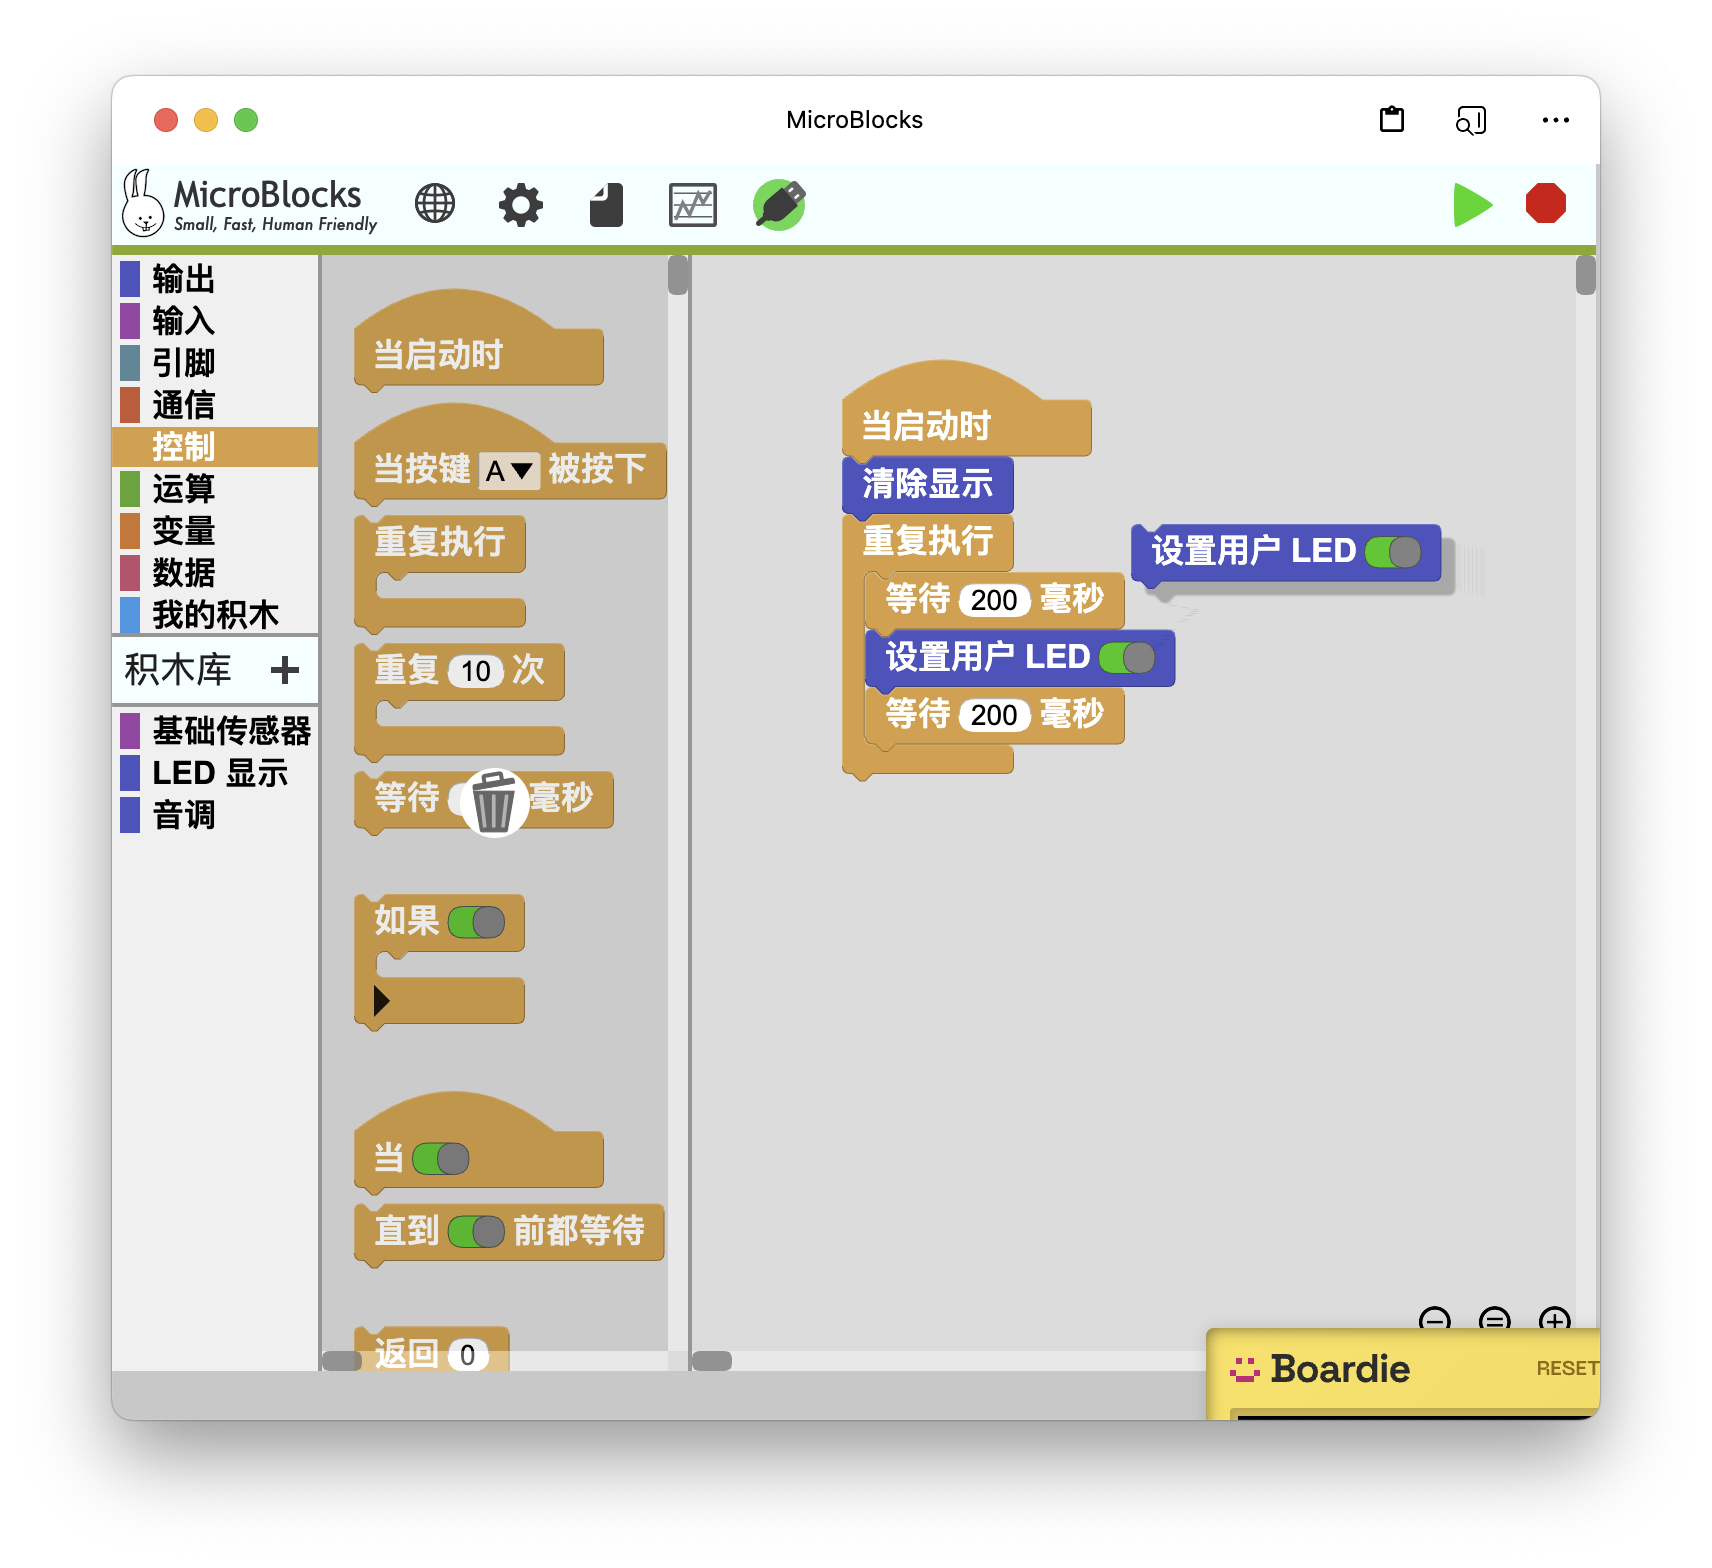 MicroBlocks
MicroBlocks
Small, Fast, Human Friendly
输出
输入
引脚
通信
控制
运算
变量
数据
我的积木
积木库 +
基础传感器
LED 显示
音调
当启动时
当按键 A▼ 被按下
重复执行
重复 10 次
等待 毫秒
如果
当
直到 前都等待
返回 0
当启动时
清除显示
重复执行
等待 200 毫秒
设置用户 LED
等待 200 毫秒
设置用户 LED
Boardie
RESET